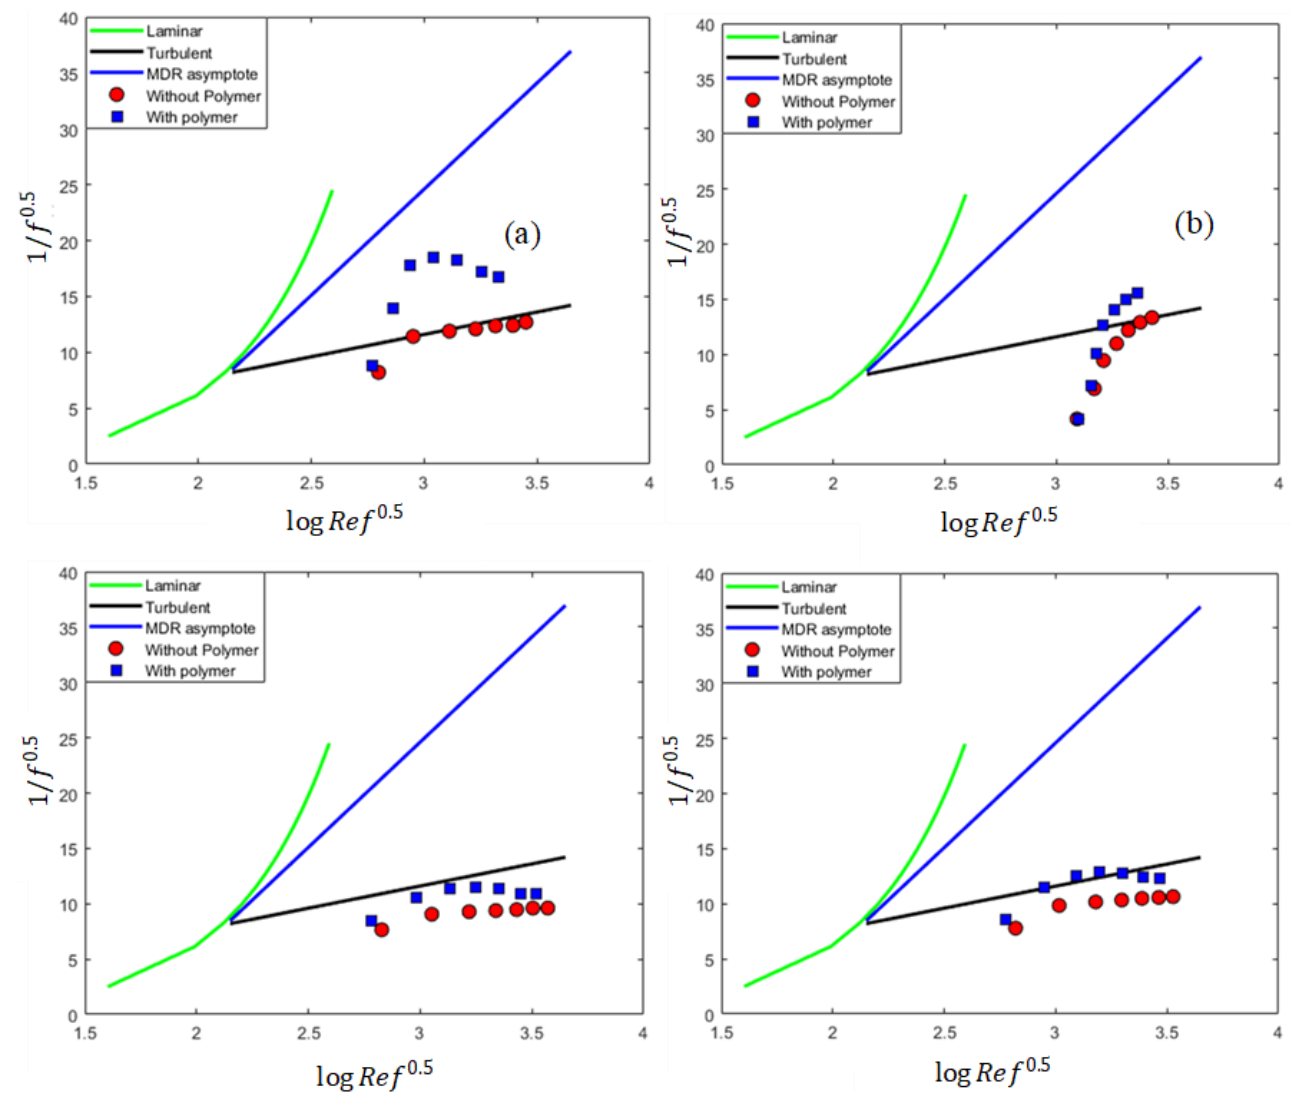 40
35
30
25
20
15
10
5
0
Laminar
Turbulent
MDR asymptote
Without Polymer
With polymer
(a)
1/f^0.5
1.5 2 2.5 3 3.5 4
log Ref^0.5
40
35
30
25
20
15
10
5
0
Laminar
Turbulent
MDR asymptote
Without Polymer
With polymer
(b)
1/f^0.5
1.5 2 2.5 3 3.5 4
log Ref^0.5
40
35
30
25
20
15
10
5
0
Laminar
Turbulent
MDR asymptote
Without Polymer
With polymer
1/f^0.5
1.5 2 2.5 3 3.5 4
log Ref^0.5
40
35
30
25
20
15
10
5
0
Laminar
Turbulent
MDR asymptote
Without Polymer
With polymer
1/f^0.5
1.5 2 2.5 3 3.5 4
log Ref^0.5